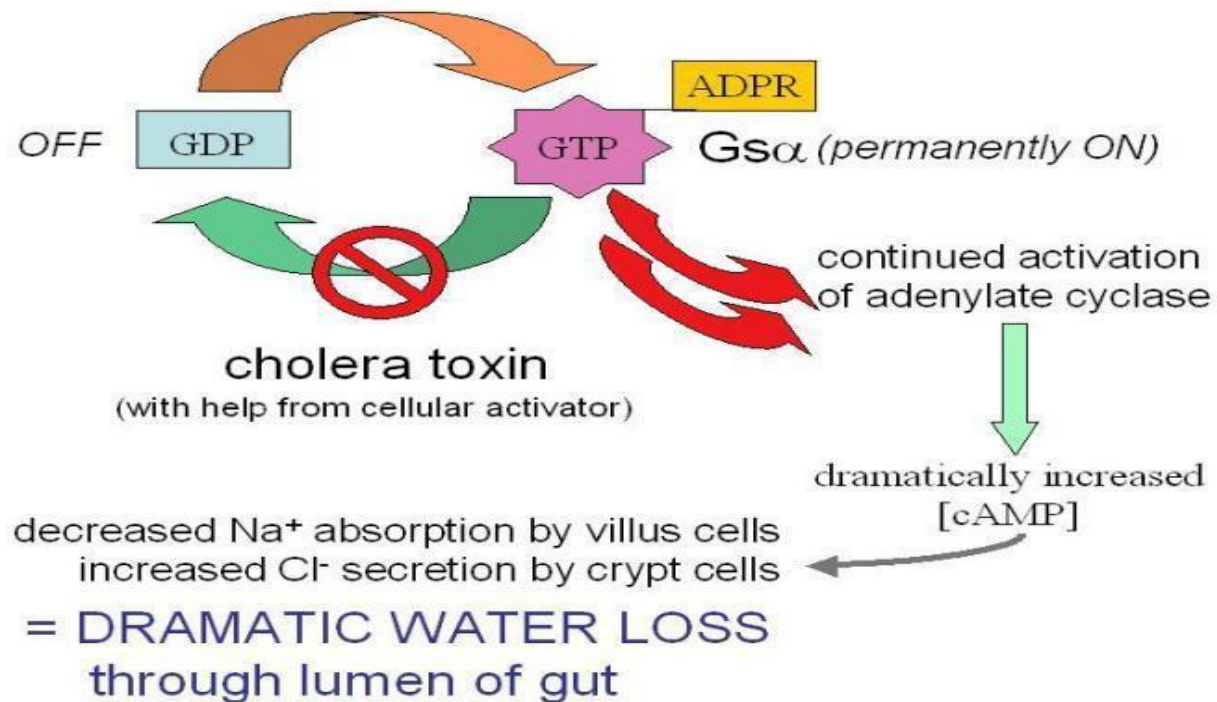 ADPR
OFF
GDP
GTP
Gsα (permanently ON)
continued activation
of adenylate cyclase
cholera toxin
(with help from cellular activator)
dramatically increased
[cAMP]
decreased Na⁺ absorption by villus cells
increased Cl⁻ secretion by crypt cells
= DRAMATIC WATER LOSS
through lumen of gut